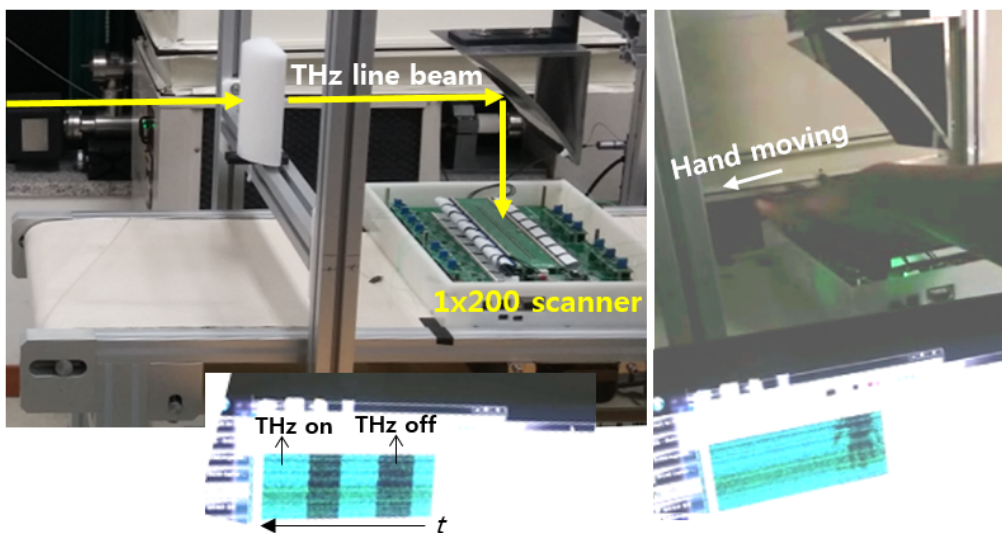 THz line beam
Hand moving
1x200 scanner
THz on
THz off
t